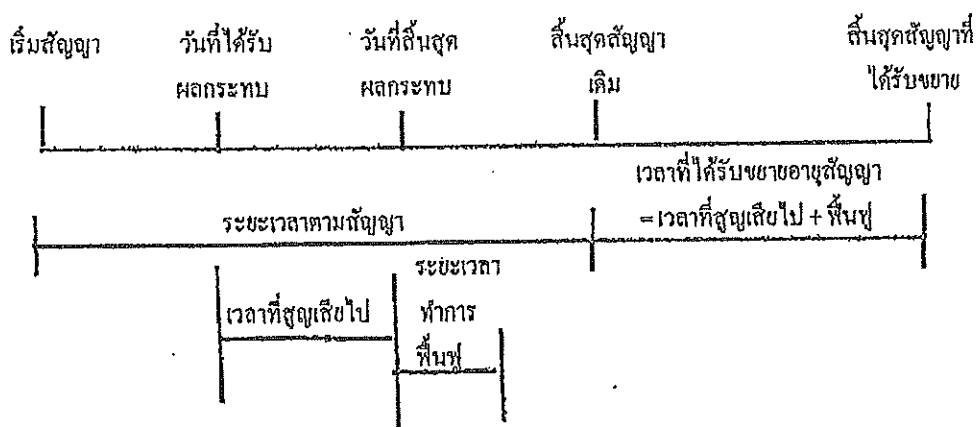 เริ่มสัญญา วันที่ได้รับ วันที่สิ้นสุด สิ้นสุดสัญญา สิ้นสุดสัญญาที่
ผลกระทบ ผลกระทบ เดิม ได้รับขยาย
เวลาที่ได้รับขยายอายุสัญญา
ระยะเวลาตามสัญญา =เวลาที่สูญเสียไป + ฟื้นฟู
ระยะเวลา
เวลาที่สูญเสียไป ทำการ
ฟื้นฟู